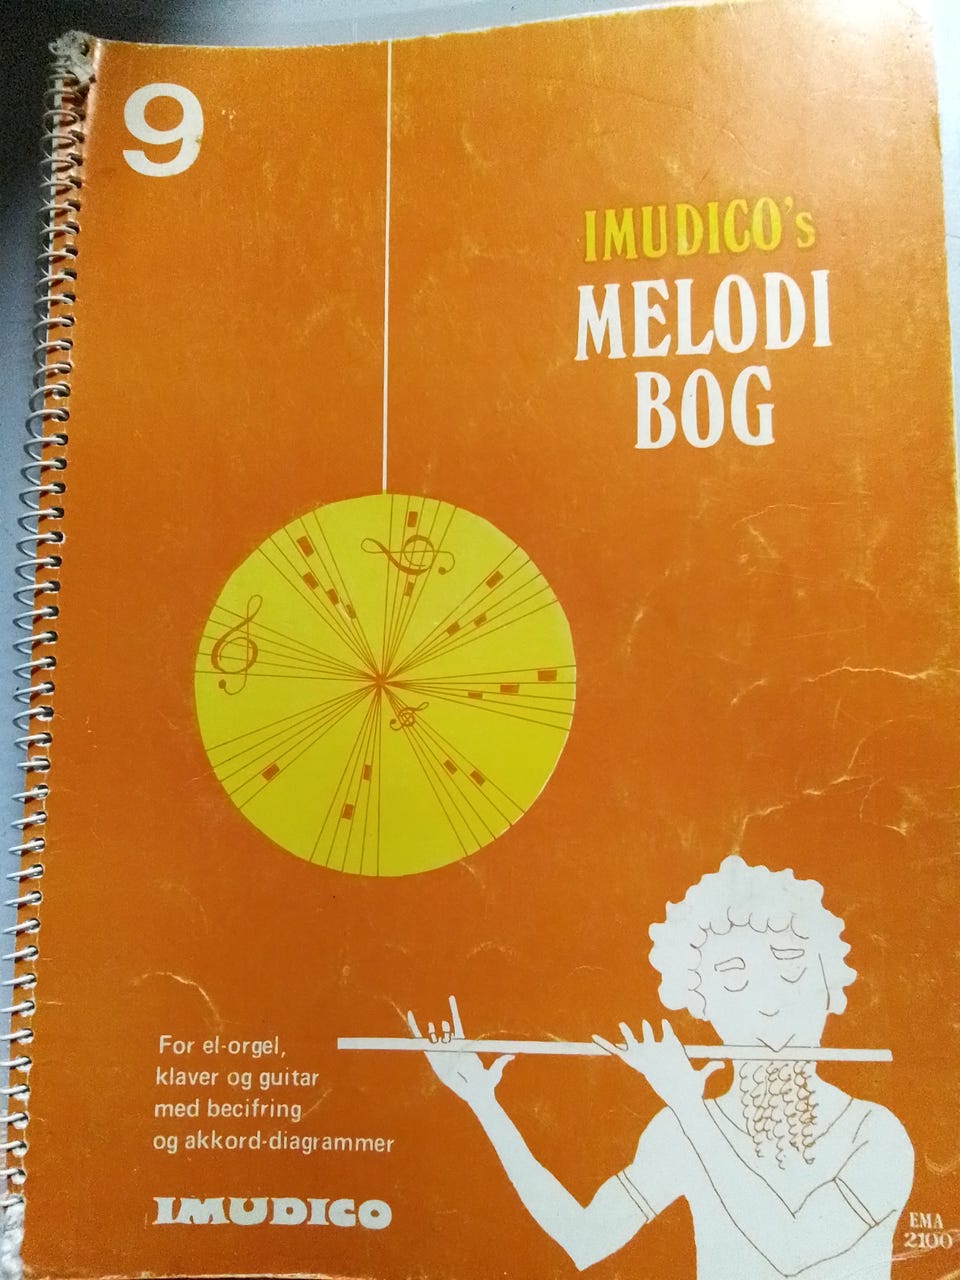 9
IMUDICO's
MELODI
BOG
For el-orgel,
klaver og guitar
med becifring
og akkord-diagrammer
IMUDICO
EMA
2100